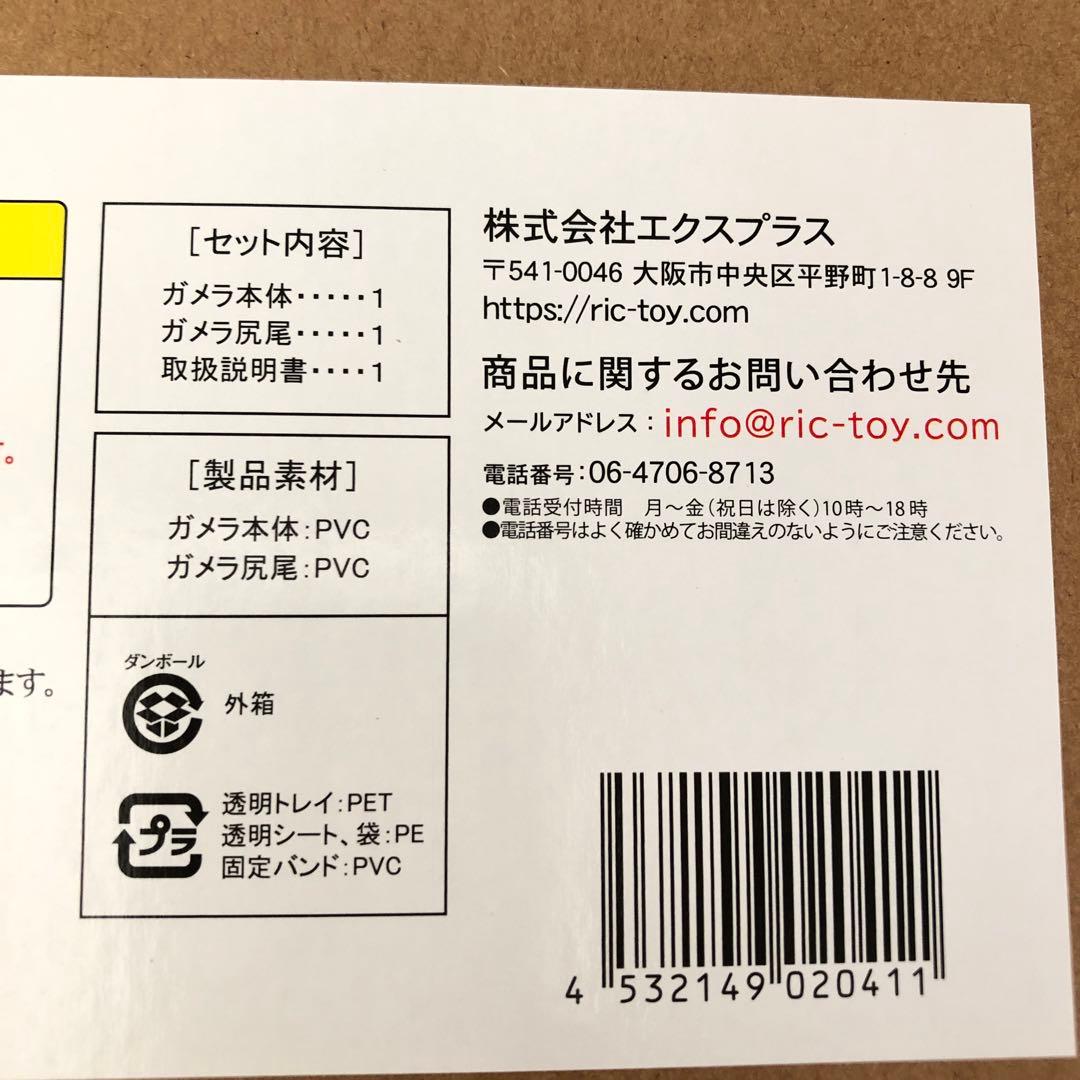 す。
ます。
[セット内容]
ガメラ本体・・・・・1
ガメラ尻尾・・・・・1
取扱説明書・・・・1
[製品素材]
ガメラ本体:PVC
ガメラ尻尾:PVC
ダンボール
外箱
プラ
透明トレイ:PET
透明シート、袋:PE
固定バンド:PVC
株式会社エクスプラス
〒541-0046 大阪市中央区平野町1-8-8 9F
https://ric-toy.com
商品に関するお問い合わせ先
メールアドレス:info@ric-toy.com
電話番号:06-4706-8713
●電話受付時間 月〜金(祝日は除く)10時〜18時
●電話番号はよく確かめてお間違えのないようにご注意ください。
4 532149 020411